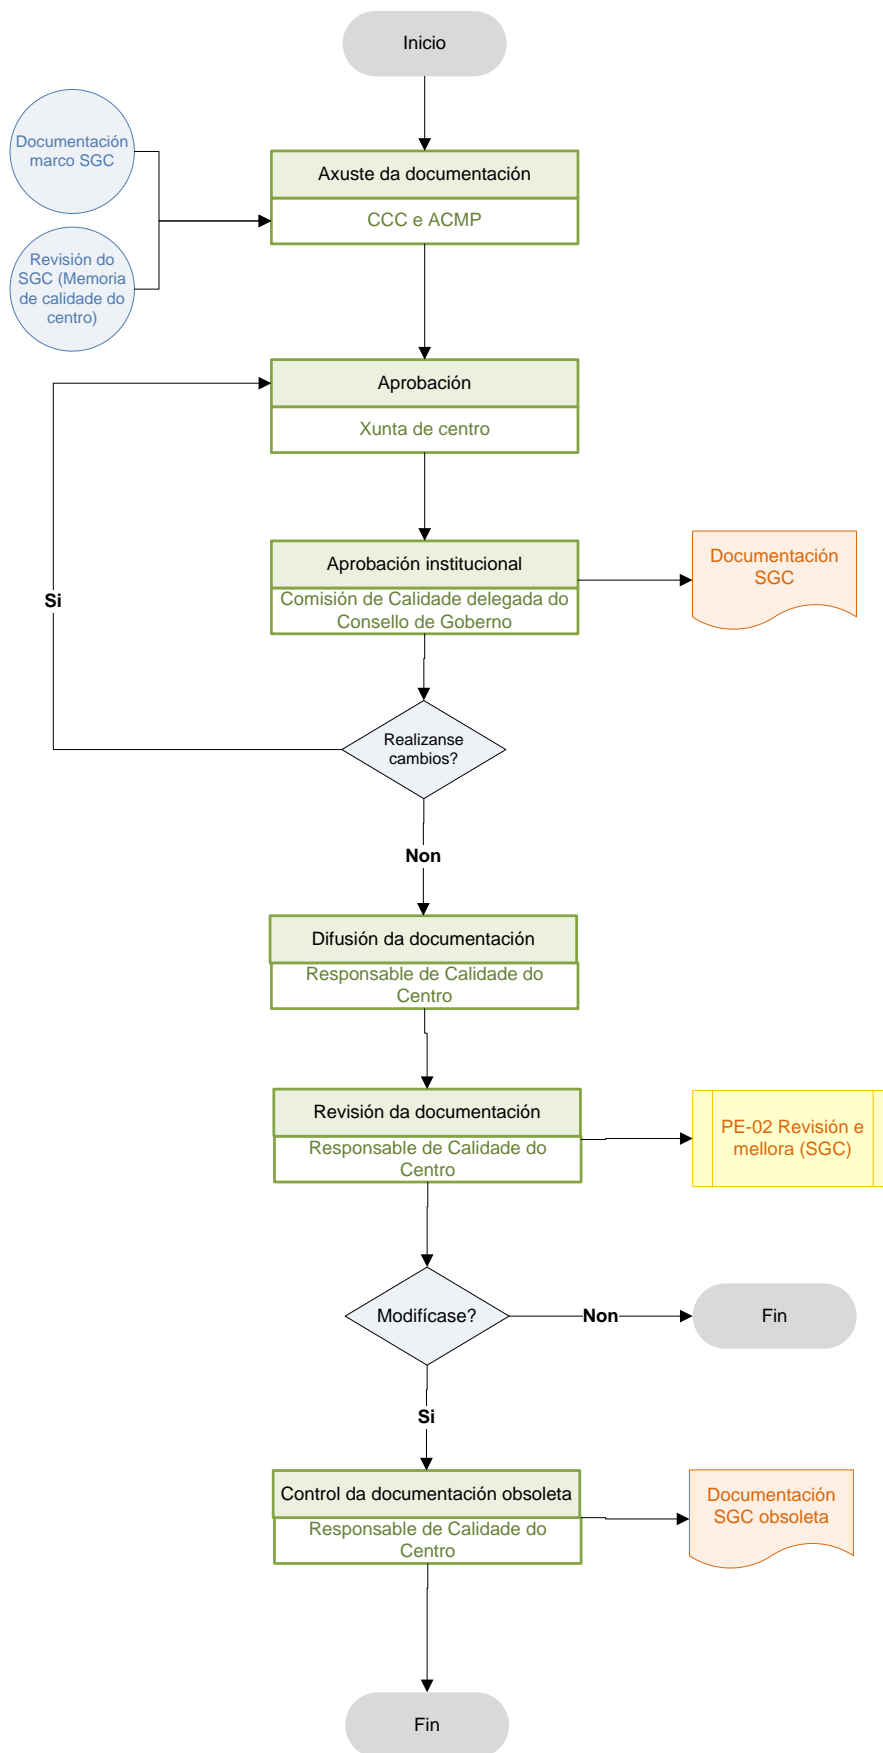 Inicio
Documentación
marco SGC
Axuste da documentación
CCC e ACMP
Revisión do
SGC (Memoria
de calidade do
centro)
Aprobación
Xunta de centro
Aprobación institucional
Comisión de Calidade delegada do
Consello de Goberno
Documentación
SGC
Si
Realizanse
cambios?
Non
Difusión da documentación
Responsable de Calidade do
Centro
Revisión da documentación
Responsable de Calidade do
Centro
PE-02 Revisión e
mellora (SGC)
Modifícase?
Non
Fin
Si
Control da documentación obsoleta
Responsable de Calidade do
Centro
Documentación
SGC obsoleta
Fin